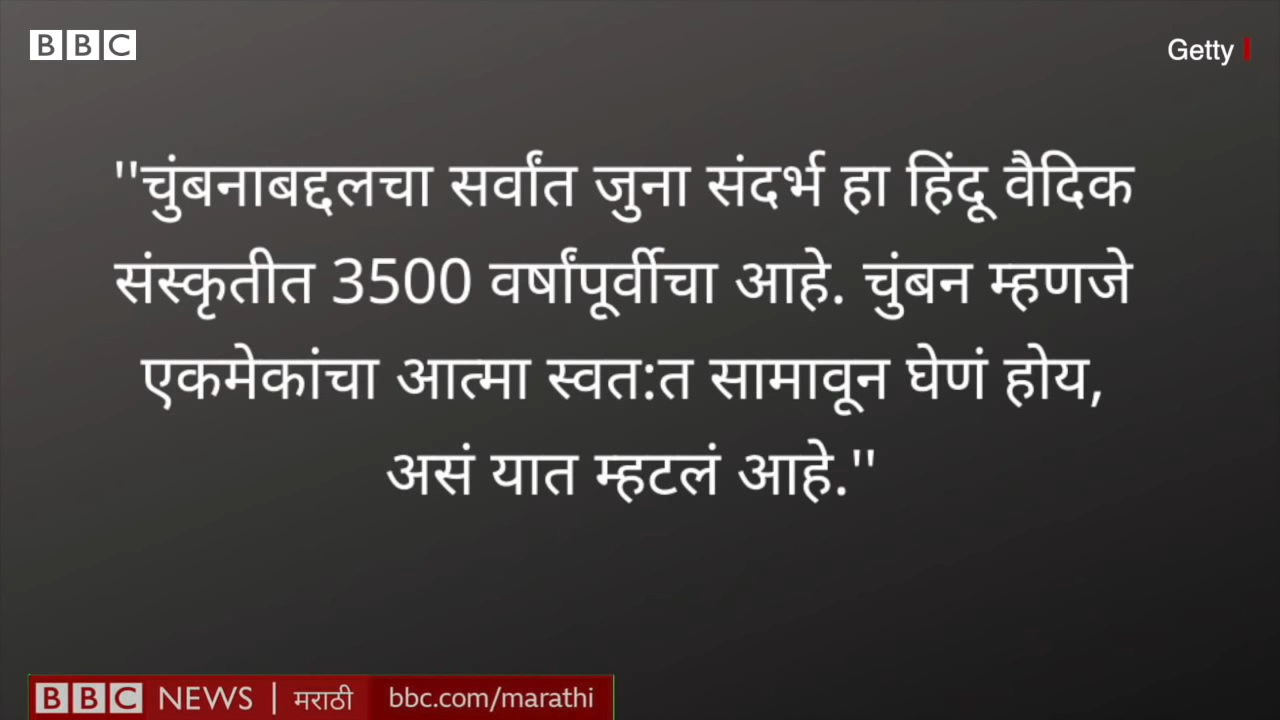 BBC
Getty
''चुंबनाबद्दलचा सर्वांत जुना संदर्भ हा हिंदू वैदिक
संस्कृतीत 3500 वर्षांपूर्वीचा आहे. चुंबन म्हणजे
एकमेकांचा आत्मा स्वत:त सामावून घेणं होय,
असं यात म्हटलं आहे.''
BBC NEWS | मराठी bbc.com/marathi